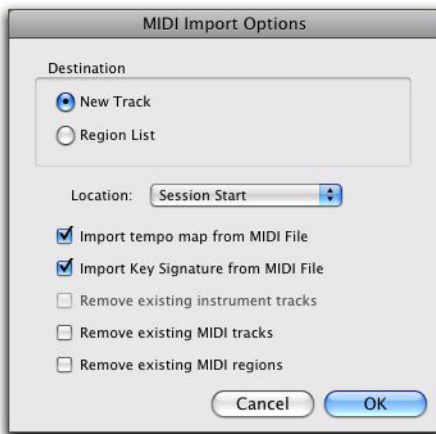 MIDI Import Options
Destination
New Track
Region List
Location: Session Start
Import tempo map from MIDI File
Import Key Signature from MIDI File
Remove existing instrument tracks
Remove existing MIDI tracks
Remove existing MIDI regions
Cancel OK